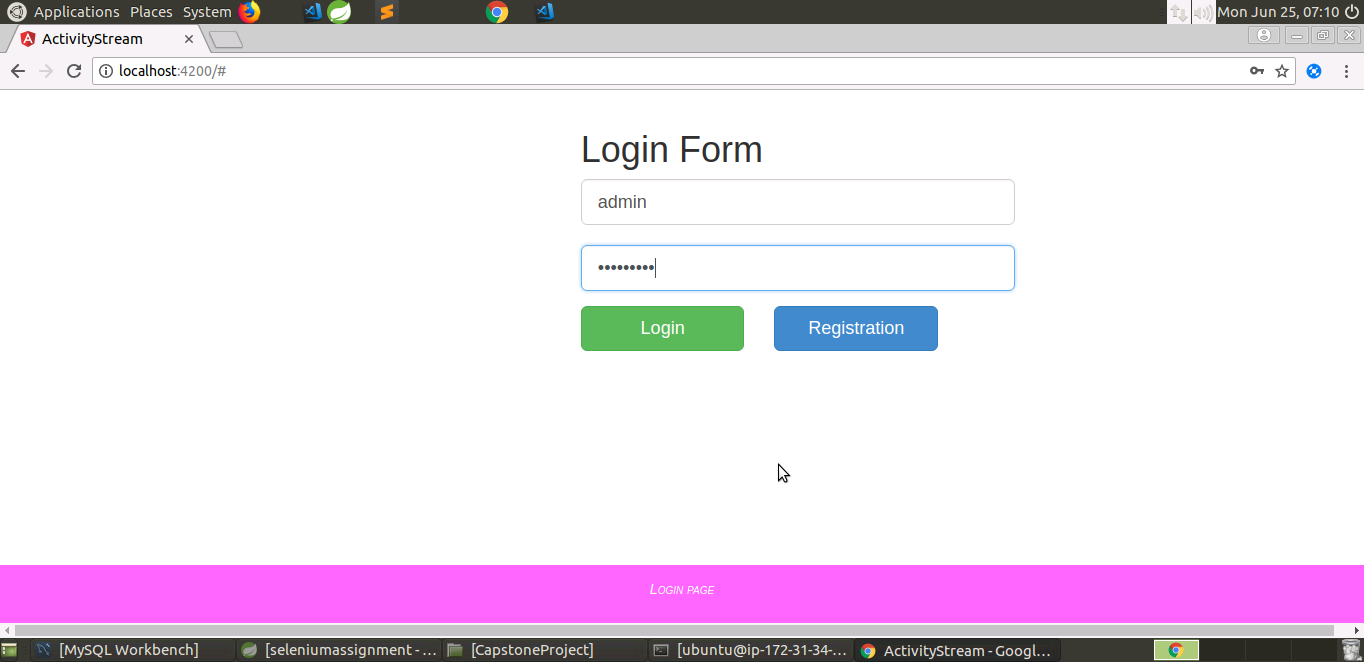 Applications Places System Mon Jun 25, 07:10
ActivityStream
localhost:4200/#
Login Form
admin
•••••••••
Login Registration
Login page
[MySQL Workbench] [seleniumassignment - ... [CapstoneProject] [ubuntu@ip-172-31-34-... ActivityStream - Googl...